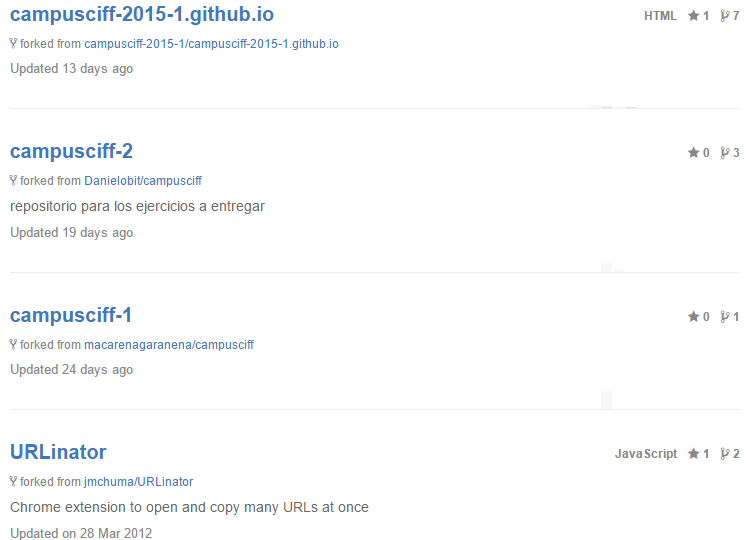 campusciff-2015-1.github.io HTML 1 7
forked from campusciff-2015-1/campusciff-2015-1.github.io
Updated 13 days ago
campusciff-2 0 3
forked from Danielobit/campusciff
repositorio para los ejercicios a entregar
Updated 19 days ago
campusciff-1 0 1
forked from macarenagaranena/campusciff
Updated 24 days ago
URLinator JavaScript 1 2
forked from jmchuma/URLinator
Chrome extension to open and copy many URLs at once
Updated on 28 Mar 2012